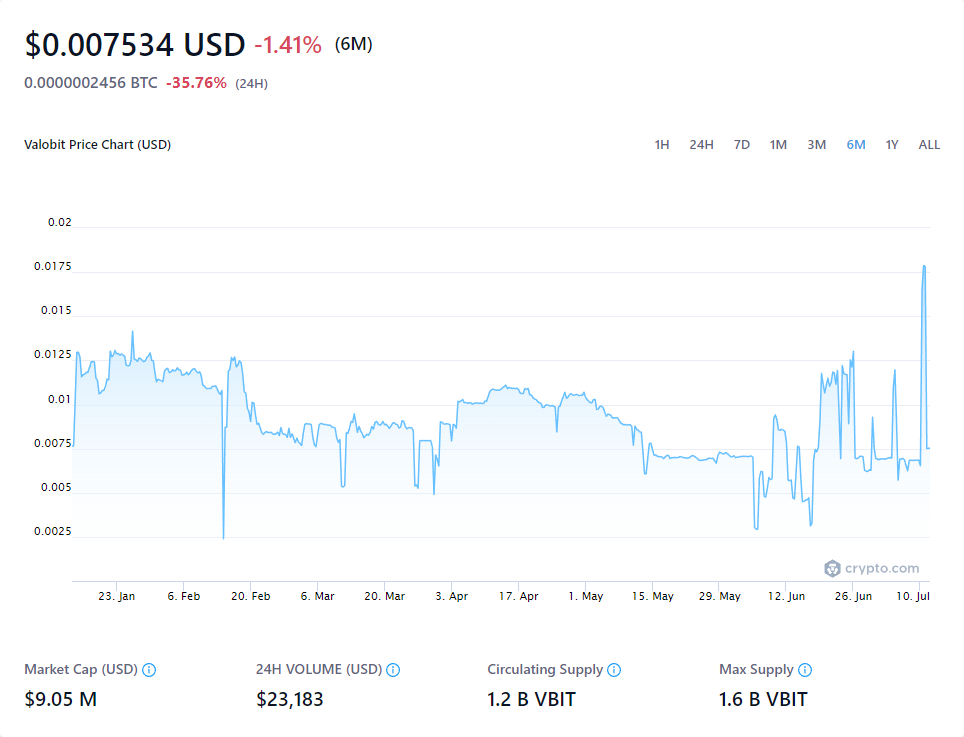 $0.007534 USD -1.41% (6M)
0.0000002456 BTC -35.76% (24H)
Valobit Price Chart (USD) 1H 24H 7D 1M 3M 6M 1Y ALL
0.02
0.0175
0.015
0.0125
0.01
0.0075
0.005
0.0025
crypto.com
23. Jan 6. Feb 20. Feb 6. Mar 20. Mar 3. Apr 17. Apr 1. May 15. May 29. May 12. Jun 26. Jun 10. Jul
Market Cap (USD) 24H VOLUME (USD) Circulating Supply Max Supply
$9.05 M $23,183 1.2 B VBIT 1.6 B VBIT